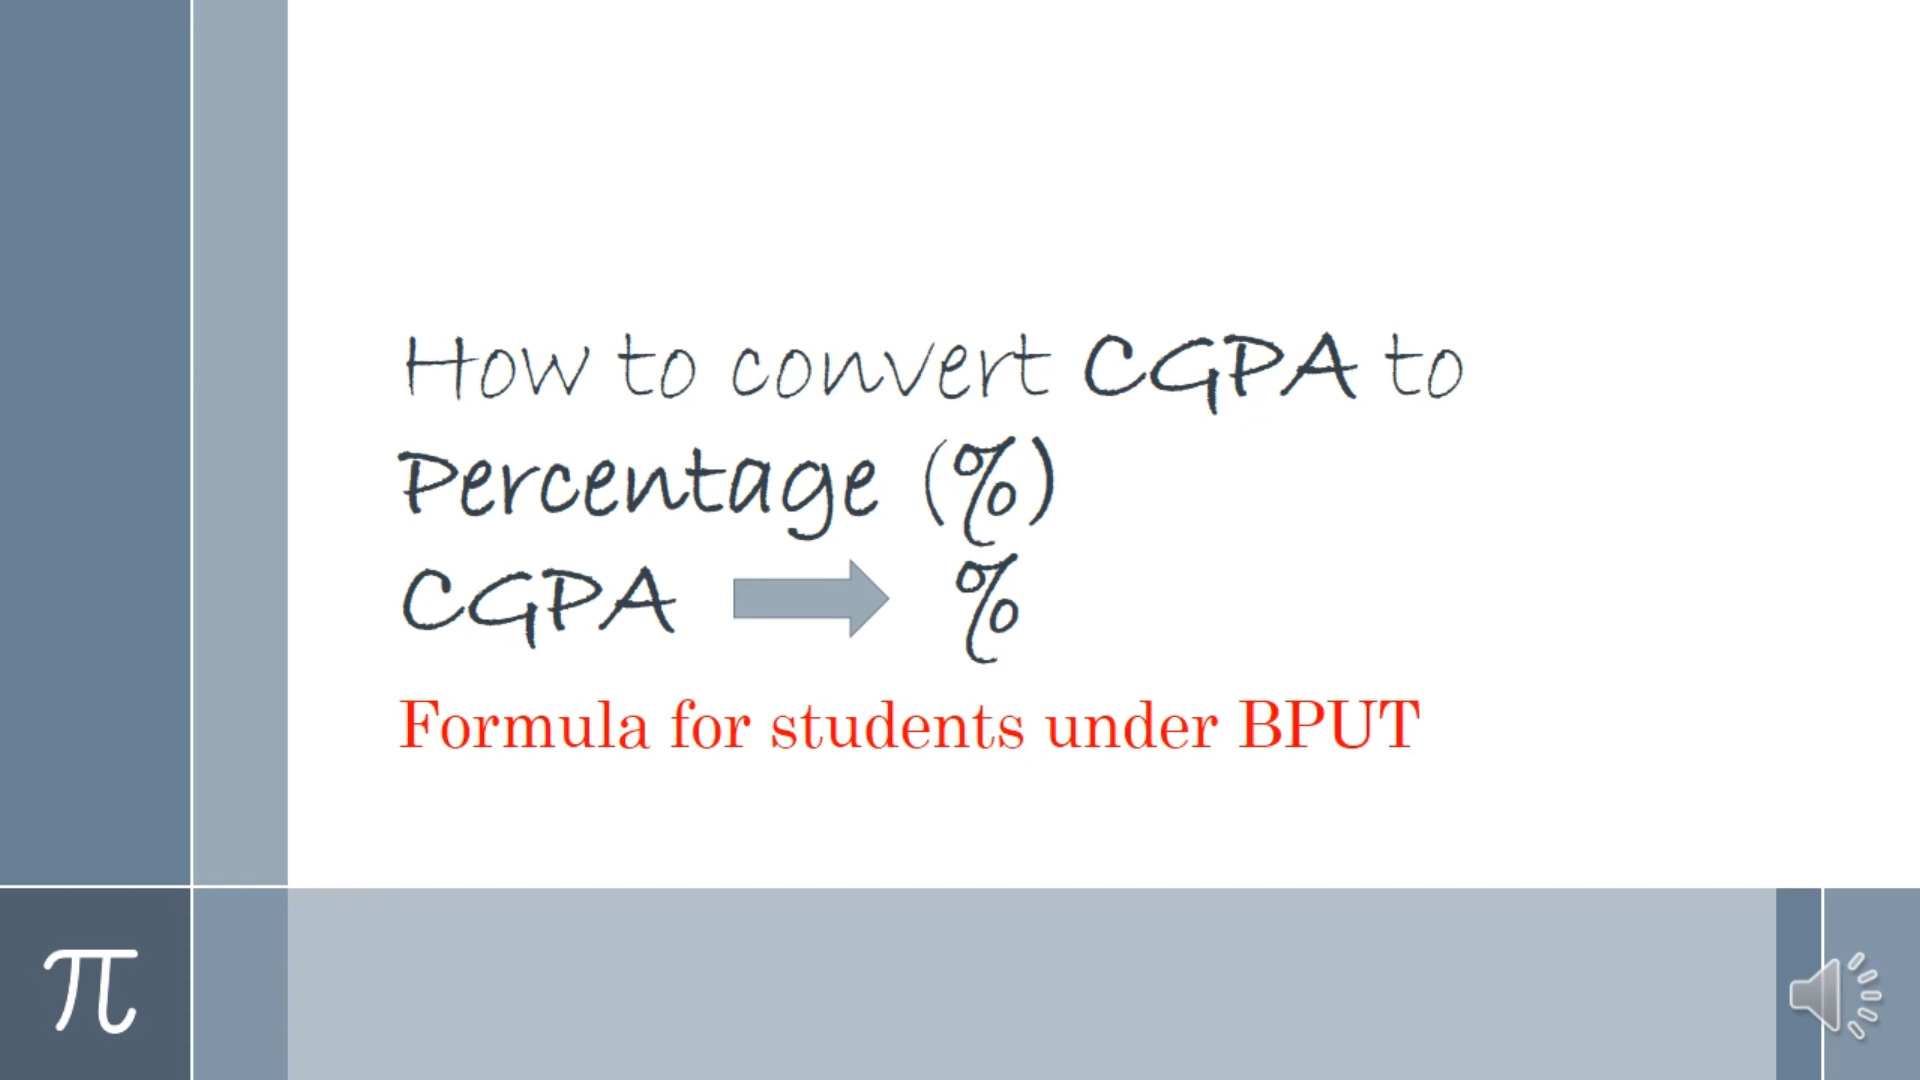 How to convert CGPA to
Percentage (%)
CGPA %
Formula for students under BPUT
π